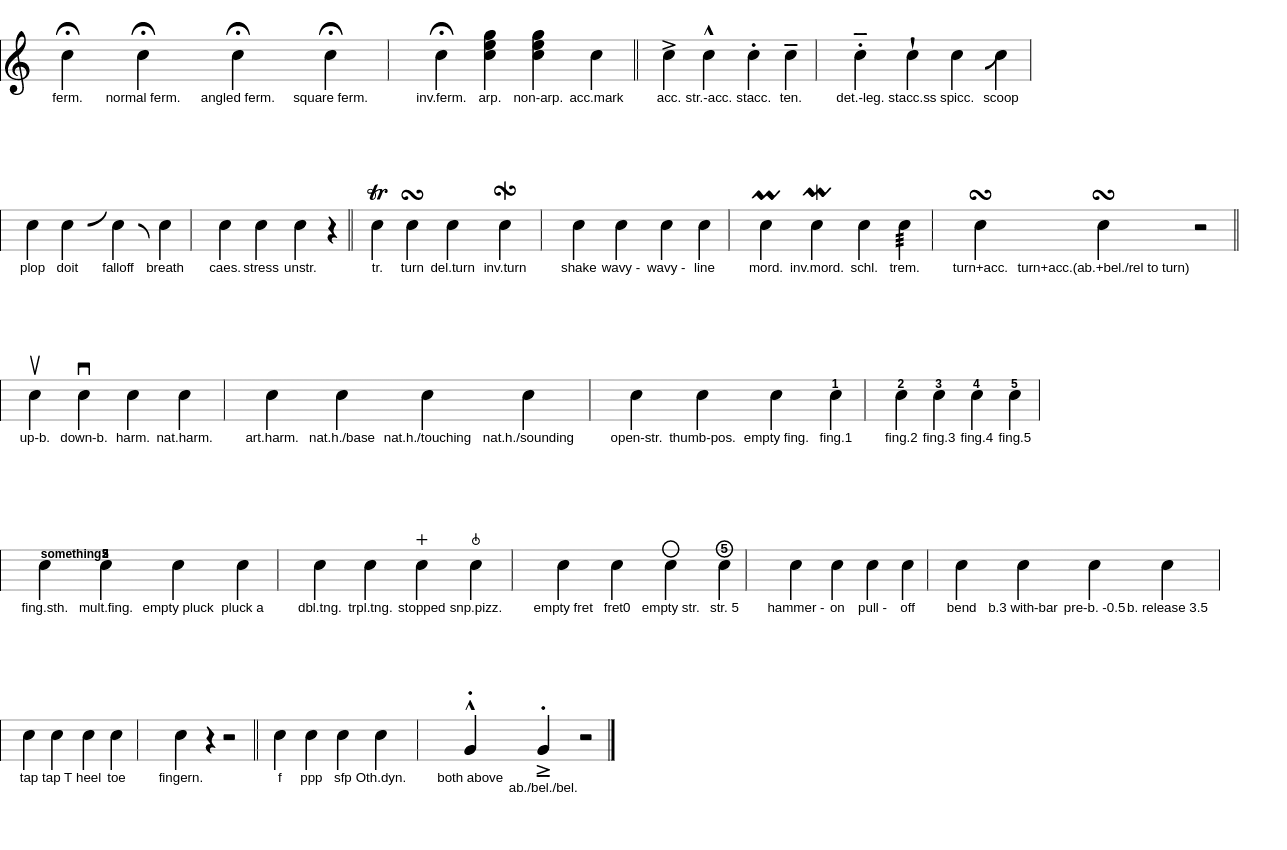 ferm. normal ferm. angled ferm. square ferm. inv.ferm. arp. non-arp. acc.mark acc. str.-acc. stacc. ten. det.-leg. stacc.ss spicc. scoop
tr
plop doit falloff breath caes. stress unstr. tr. turn del.turn inv.turn shake wavy - wavy - line mord. inv.mord. schl. trem. turn+acc. turn+acc.(ab.+bel./rel to turn)
1 2 3 4 5
up-b. down-b. harm. nat.harm. art.harm. nat.h./base nat.h./touching nat.h./sounding open-str. thumb-pos. empty fing. fing.1 fing.2 fing.3 fing.4 fing.5
something 5
fing.sth. mult.fing. empty pluck pluck a dbl.tng. trpl.tng. stopped snp.pizz. empty fret fret0 empty str. str. 5 hammer - on pull - off bend b.3 with-bar pre-b. -0.5 b. release 3.5
tap tap T heel toe fingern. f ppp sfp Oth.dyn. both above ab./bel./bel.